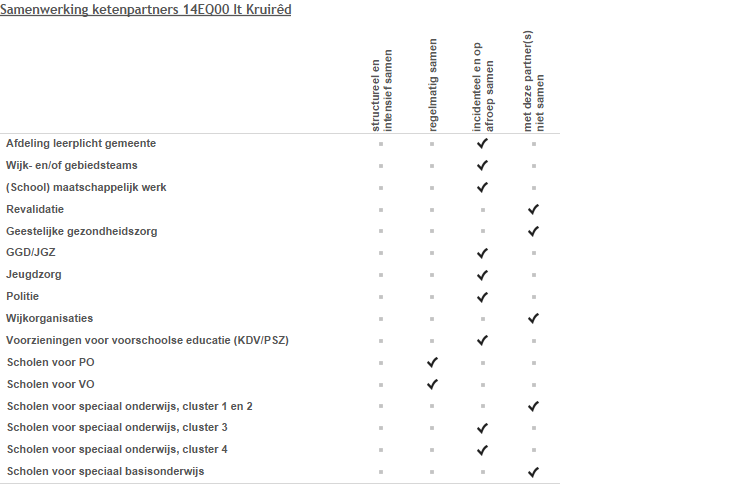 Samenwerking ketenpartners 14EQ00 It Kruirêd
structureel en
intensief samen
regelmatig samen
incidenteel en op
afroep samen
met deze partner(s)
niet samen
Afdeling leerplicht gemeente
Wijk- en/of gebiedsteams
(School) maatschappelijk werk
Revalidatie
Geestelijke gezondheidszorg
GGD/JGZ
Jeugdzorg
Politie
Wijkorganisaties
Voorzieningen voor voorschoolse educatie (KDV/PSZ)
Scholen voor PO
Scholen voor VO
Scholen voor speciaal onderwijs, cluster 1 en 2
Scholen voor speciaal onderwijs, cluster 3
Scholen voor speciaal onderwijs, cluster 4
Scholen voor speciaal basisonderwijs